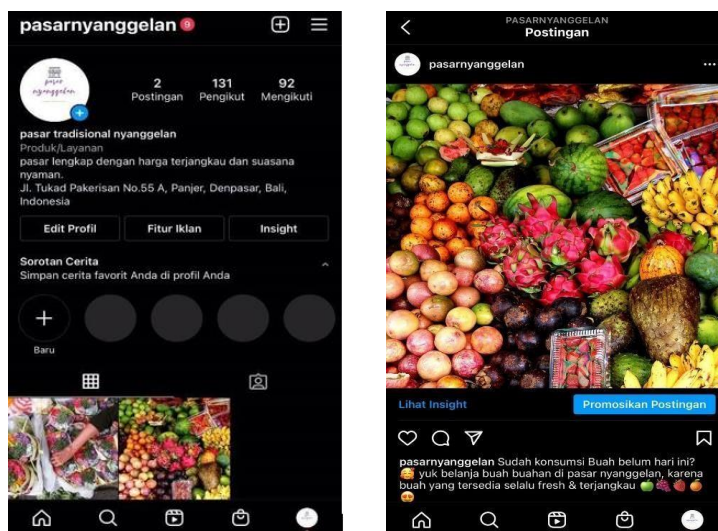 pasarnyanggelan 9
pasar
nyanggelan
2 131 92
Postingan Pengikut Mengikuti
pasar tradisional nyanggelan
Produk/Layanan
pasar lengkap dengan harga terjangkau dan suasana
nyaman.
Jl. Tukad Pakerisan No.55 A, Panjer, Denpasar, Bali,
Indonesia
Edit Profil Fitur Iklan Insight
Sorotan Cerita
Simpan cerita favorit Anda di profil Anda
Baru
PASARNYANGGELAN
Postingan
pasarnyanggelan
Lihat Insight Promosikan Postingan
pasarnyanggelan Sudah konsumsi Buah belum hari ini?
🥰 yuk belanja buah buahan di pasar nyanggelan, karena
buah yang tersedia selalu fresh & terjangkau 🍏🍇🍓🍊
😍